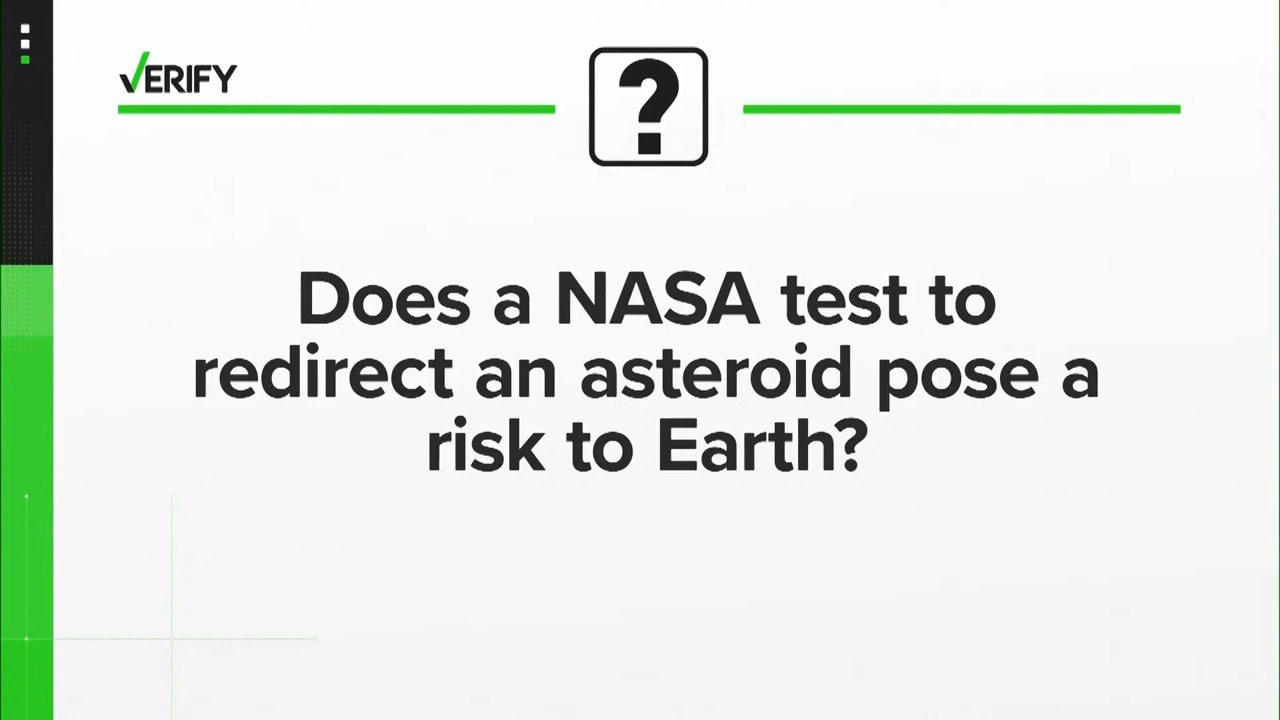 VERIFY
?
Does a NASA test to
redirect an asteroid pose a
risk to Earth?